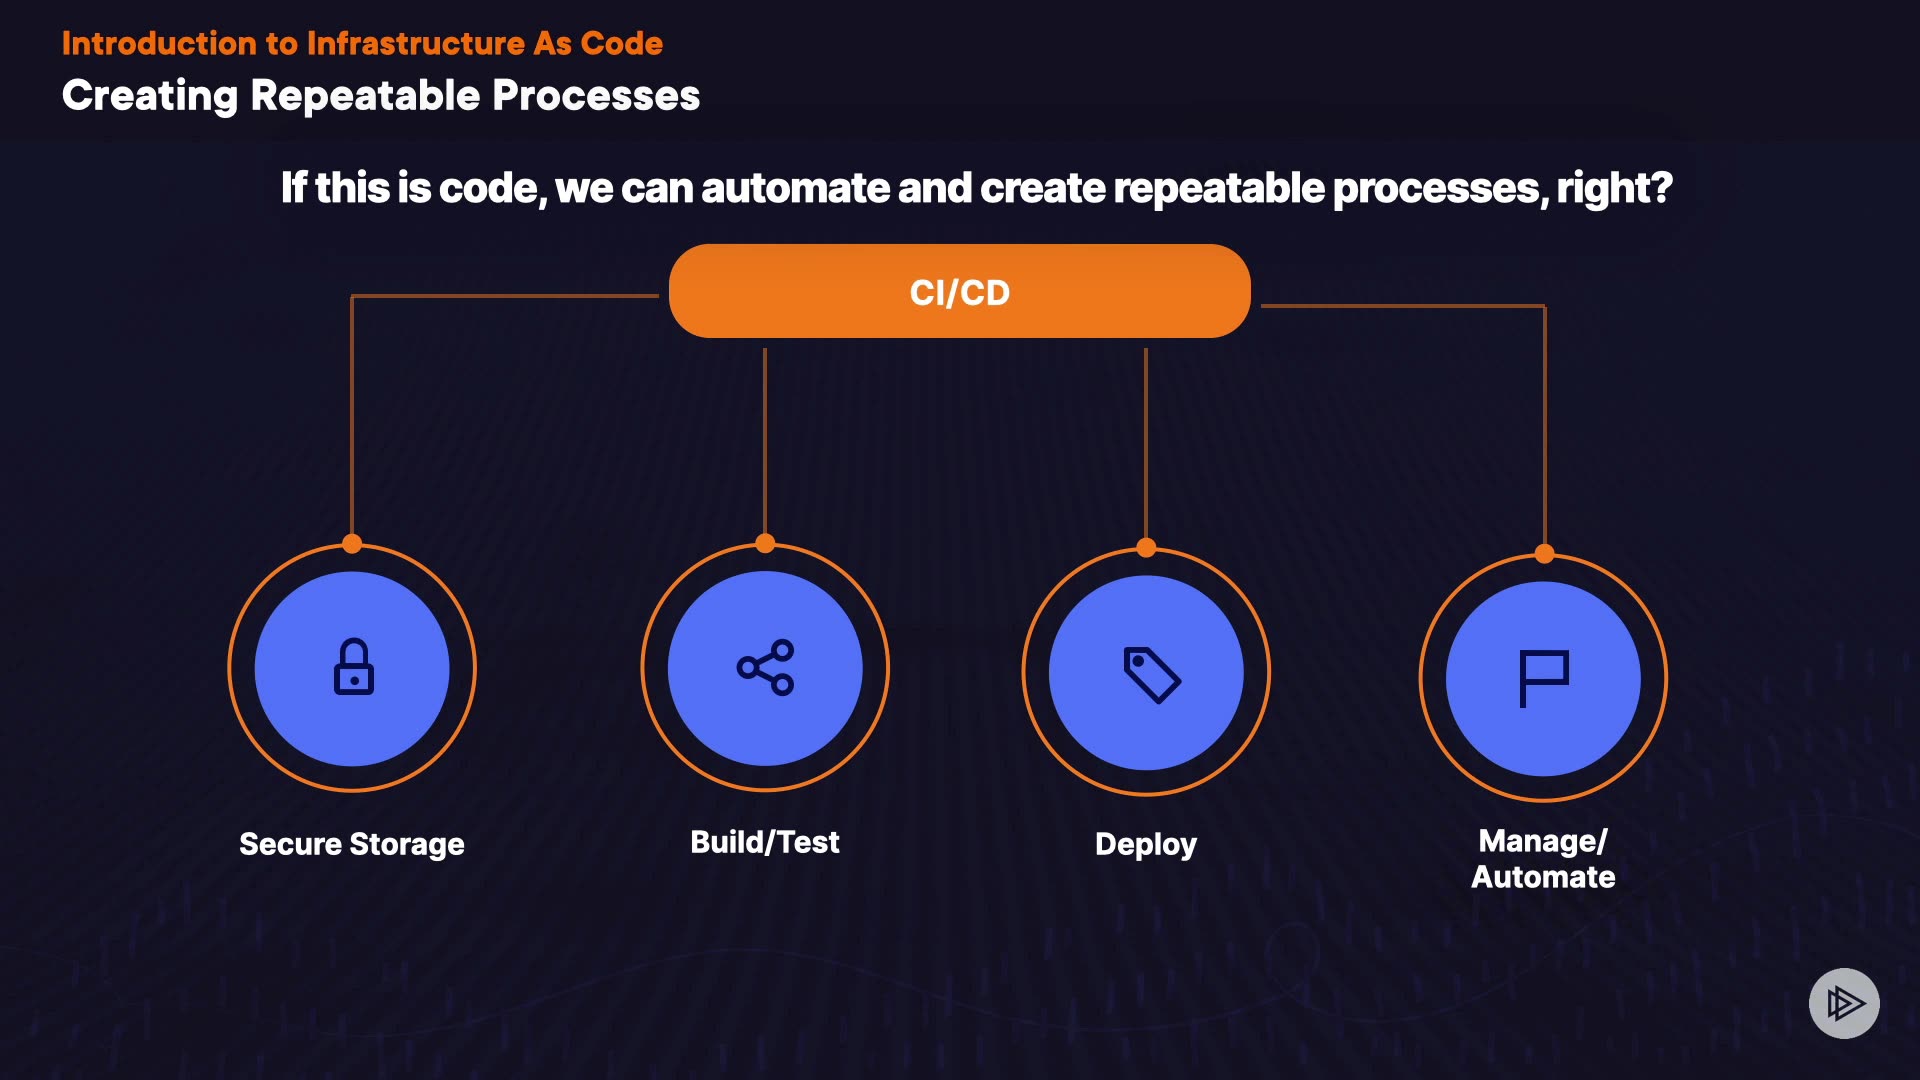 Introduction to Infrastructure As Code
Creating Repeatable Processes
If this is code, we can automate and create repeatable processes, right?
CI/CD
Secure Storage
Build/Test
Deploy
Manage/
Automate